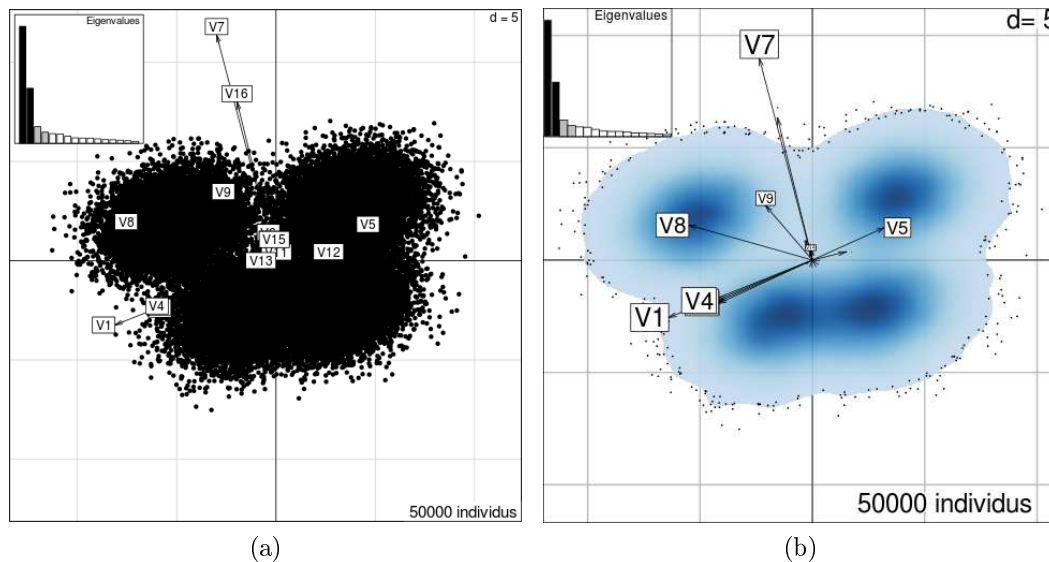 Eigenvalues
d = 5
V7
V16
V9
V8
V5
V15
V12
V13
V4
V1
50000 individus
(a)
Eigenvalues
d= 5
V7
V9
V8
V5
V4
V1
50000 individus
(b)